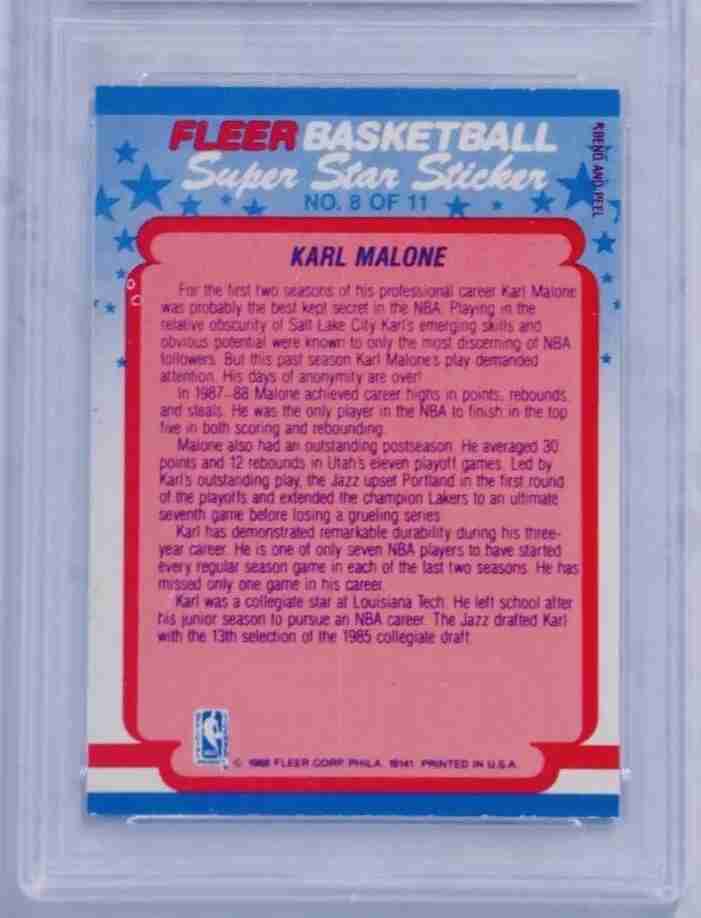 FLEER BASKETBALL
Super Star Sticker
NO. 8 OF 11
BEND AND PEEL
KARL MALONE
For the first two seasons of his professional career Karl Malone
was probably the best kept secret in the NBA. Playing in the
relative obscurity of Salt Lake City Karl's emerging skills and
obvious potential were known to only the most discerning of NBA
followers. But this past season Karl Malone's play demanded
attention. His days of anonymity are over!
In 1987-88 Malone achieved career highs in points, rebounds,
and steals. He was the only player in the NBA to finish in the top
five in both scoring and rebounding.
Malone also had an outstanding postseason. He averaged 30
points and 12 rebounds in Utah's eleven playoff games. Led by
Karl's outstanding play, the Jazz upset Portland in the first round
of the playoffs and extended the champion Lakers to an ultimate
seventh game before losing a grueling series.
Karl has demonstrated remarkable durability during his three-
year career. He is one of only seven NBA players to have started
every regular season game in each of the last two seasons. He has
missed only one game in his career.
Karl was a collegiate star at Louisiana Tech. He left school after
his junior season to pursue an NBA career. The Jazz drafted Karl
with the 13th selection of the 1985 collegiate draft.
© 1988 FLEER CORP. PHILA. 19141 PRINTED IN U.S.A.